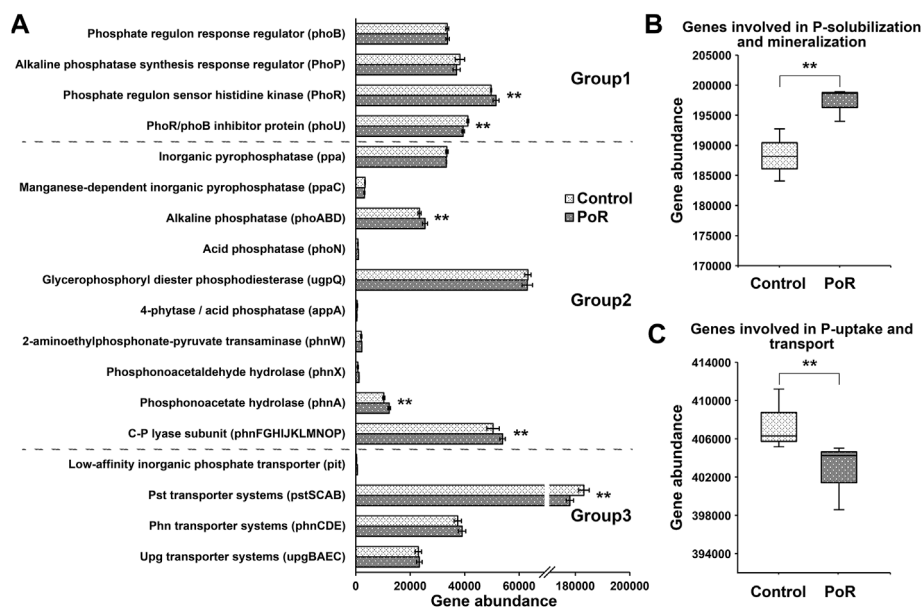 A
Phosphate regulon response regulator (phoB)
Alkaline phosphatase synthesis response regulator (PhoP)
Group1
Phosphate regulon sensor histidine kinase (PhoR)
**
PhoR/phoB inhibitor protein (phoU)
**
Inorganic pyrophosphatase (ppa)
Manganese-dependent inorganic pyrophosphatase (ppaC)
Control
PoR
Alkaline phosphatase (phoABD)
**
Acid phosphatase (phoN)
Glycerophosphoryl diester phosphodiesterase (ugpQ)
Group2
4-phytase / acid phosphatase (appA)
2-aminoethylphosphonate-pyruvate transaminase (phnW)
Phosphonoacetaldehyde hydrolase (phnX)
Phosphonoacetate hydrolase (phnA)
**
C-P lyase subunit (phnFGHIJKLMNOP)
**
Low-affinity inorganic phosphate transporter (pit)
Pst transporter systems (pstSCAB)
**
Group3
Phn transporter systems (phnCDE)
Upg transporter systems (upgBAEC)
0 20000 40000 60000 180000 200000
Gene abundance
B
Genes involved in P-solubilization
and mineralization
205000
200000
195000
190000
185000
180000
175000
170000
Gene abundance
**
Control PoR
C
Genes involved in P-uptake and
transport
414000
410000
406000
402000
398000
394000
Gene abundance
**
Control PoR